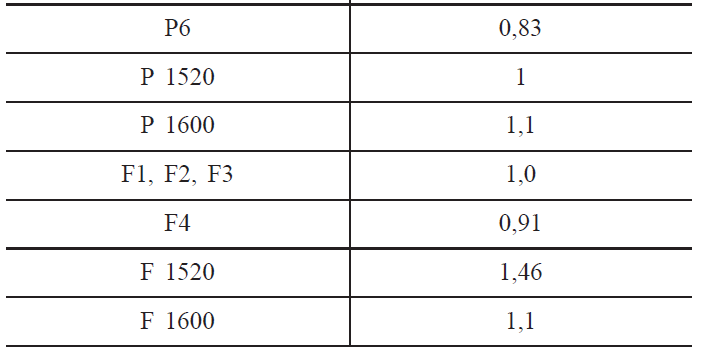 P6 0,83
P 1520 1
P 1600 1,1
F1, F2, F3 1,0
F4 0,91
F 1520 1,46
F 1600 1,1